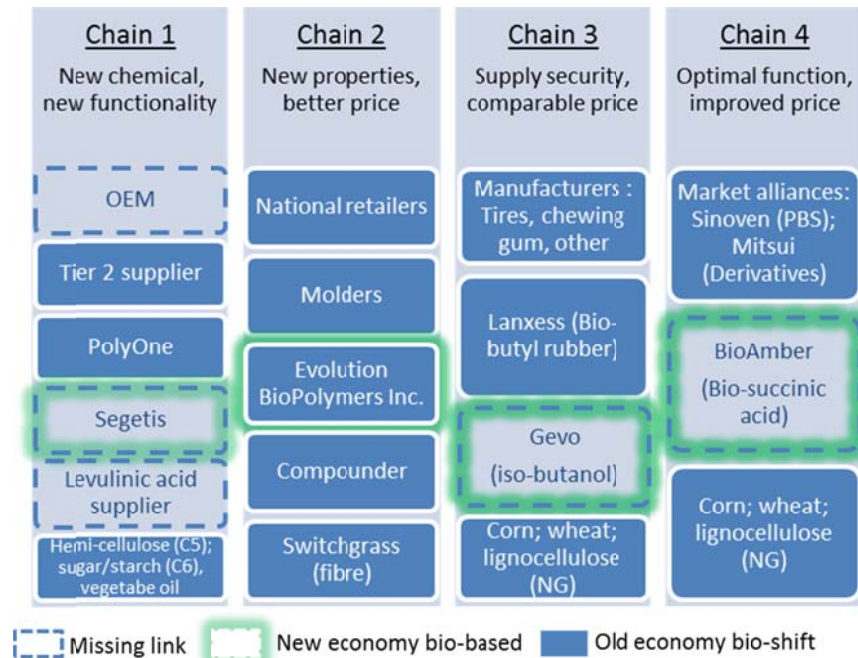 Chain 1
New chemical,
new functionality
OEM
Tier 2 supplier
PolyOne
Segetis
Levulinic acid
supplier
Hemi-cellulose (C5);
sugar/starch (C6),
vegetabe oil
Chain 2
New properties,
better price
National retailers
Molders
Evolution
BioPolymers Inc.
Compounder
Switchgrass
(fibre)
Chain 3
Supply security,
comparable price
Manufacturers :
Tires, chewing
gum, other
Lanxess (Bio-
butyl rubber)
Gevo
(iso-butanol)
Corn; wheat;
lignocellulose
(NG)
Chain 4
Optimal function,
improved price
Market alliances:
Sinoven (PBS);
Mitsui
(Derivatives)
BioAmber
(Bio-succinic
acid)
Corn; wheat;
lignocellulose
(NG)
Missing link
New economy bio-based
Old economy bio-shift